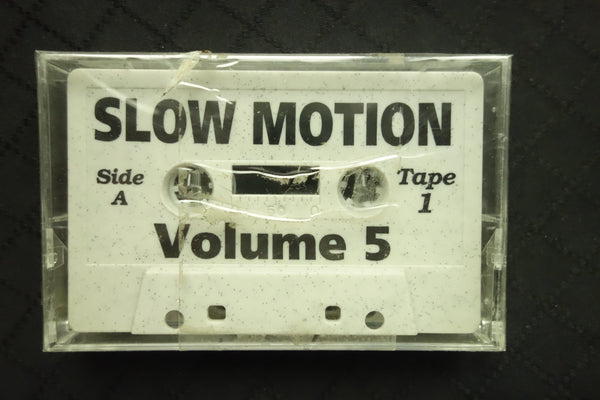 SLOW MOTION
Side A
Tape 1
Volume 5